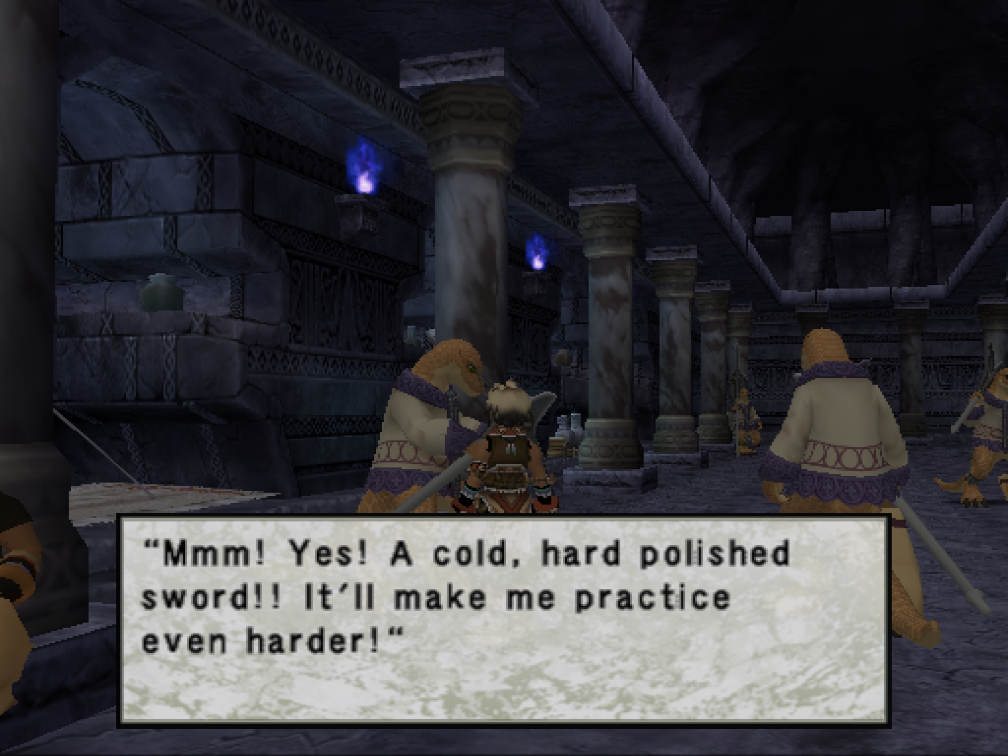 “Mmm! Yes! A cold, hard polished
sword!! It'll make me practice
even harder!“